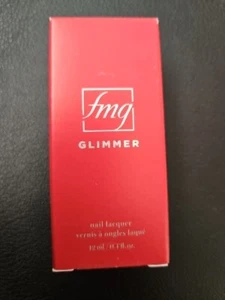 fmg
GLIMMER
nail lacquer
vernis à ongles laqué
12 ml / 0.4 fl. oz.